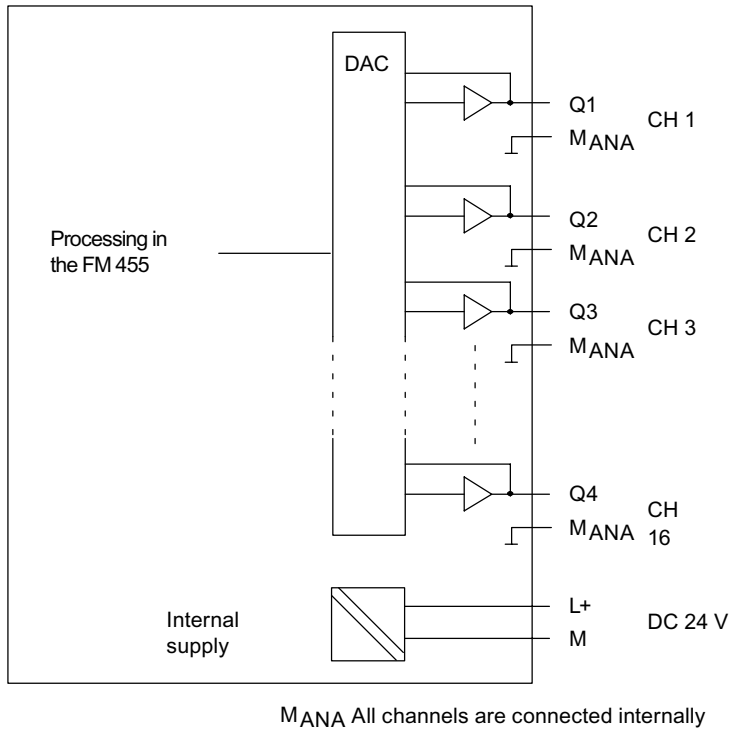 DAC
Q1
CH 1
MANA
Q2
CH 2
MANA
Processing in
the FM 455
Q3
CH 3
MANA
Q4
CH
16
MANA
L+
DC 24 V
M
Internal
supply
MANA All channels are connected internally